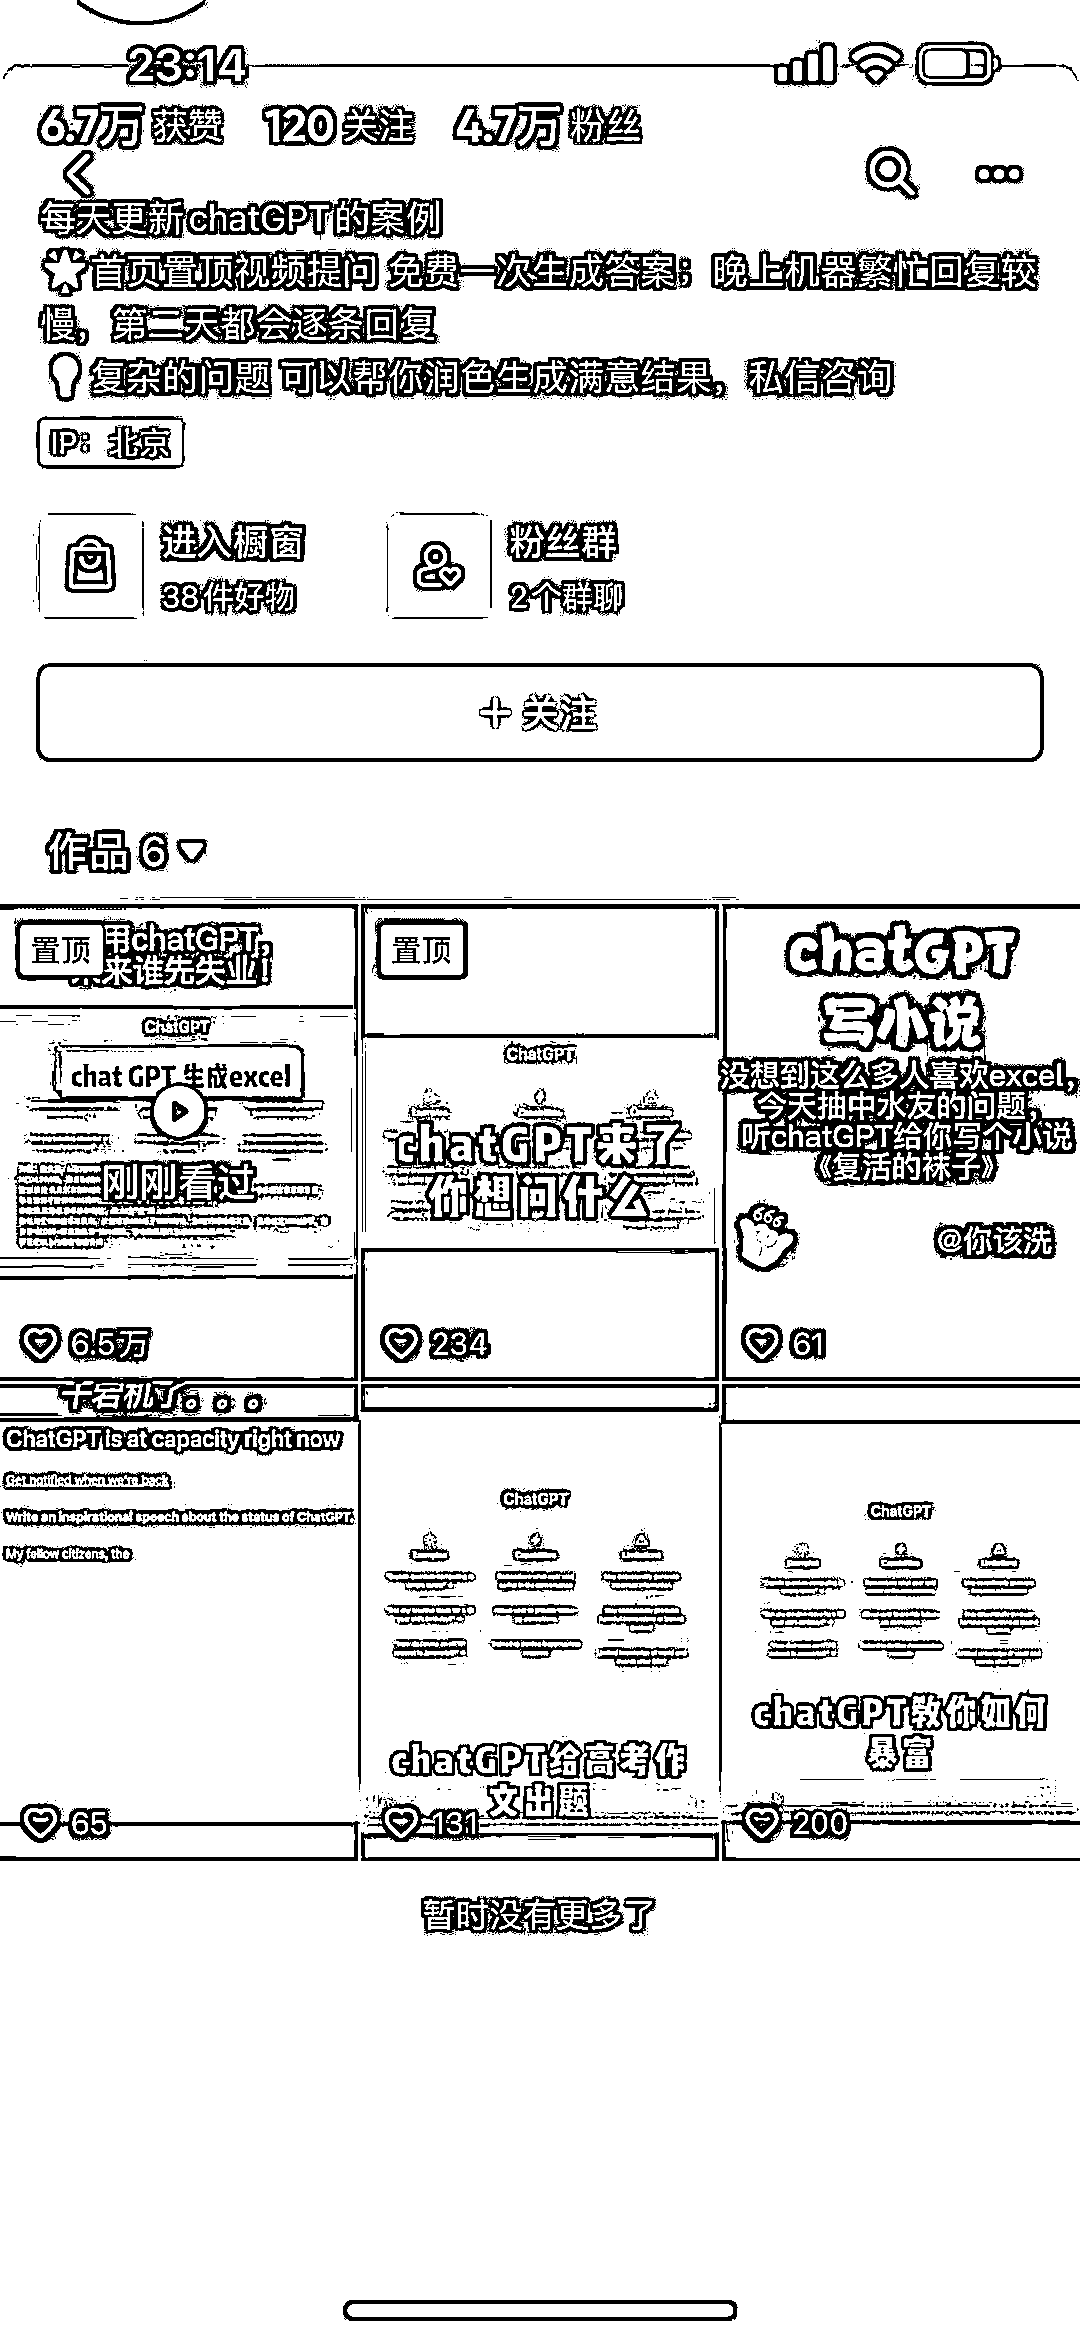 23:14
6.7万 获赞 120 关注 4.7万 粉丝
每天更新chatGPT的案例
首页置顶视频提问 免费一次生成答案；晚上机器繁忙回复较
慢，第二天都会逐条回复
复杂的问题 可以帮你润色生成满意结果，私信咨询
IP：北京
进入橱窗
38件好物
粉丝群
2个群聊
+ 关注
作品 6
置顶
用chatGPT，
未来谁先失业！
ChatGPT
chat GPT 生成excel
刚刚看过
6.5万
置顶
ChatGPT
chatGPT来了
你想问什么
234
chatGPT
写小说
没想到这么多人喜欢excel，
今天抽中水友的问题，
听chatGPT给你写个小说
《复活的袜子》
666
@你该洗
61
干宕机了。。。
ChatGPT is at capacity right now
Get notified when we're back
Write an inspirational speech about the status of ChatGPT.
My fellow citizens, the
65
ChatGPT
chatGPT给高考作
文出题
131
ChatGPT
chatGPT教你如何
暴富
200
暂时没有更多了